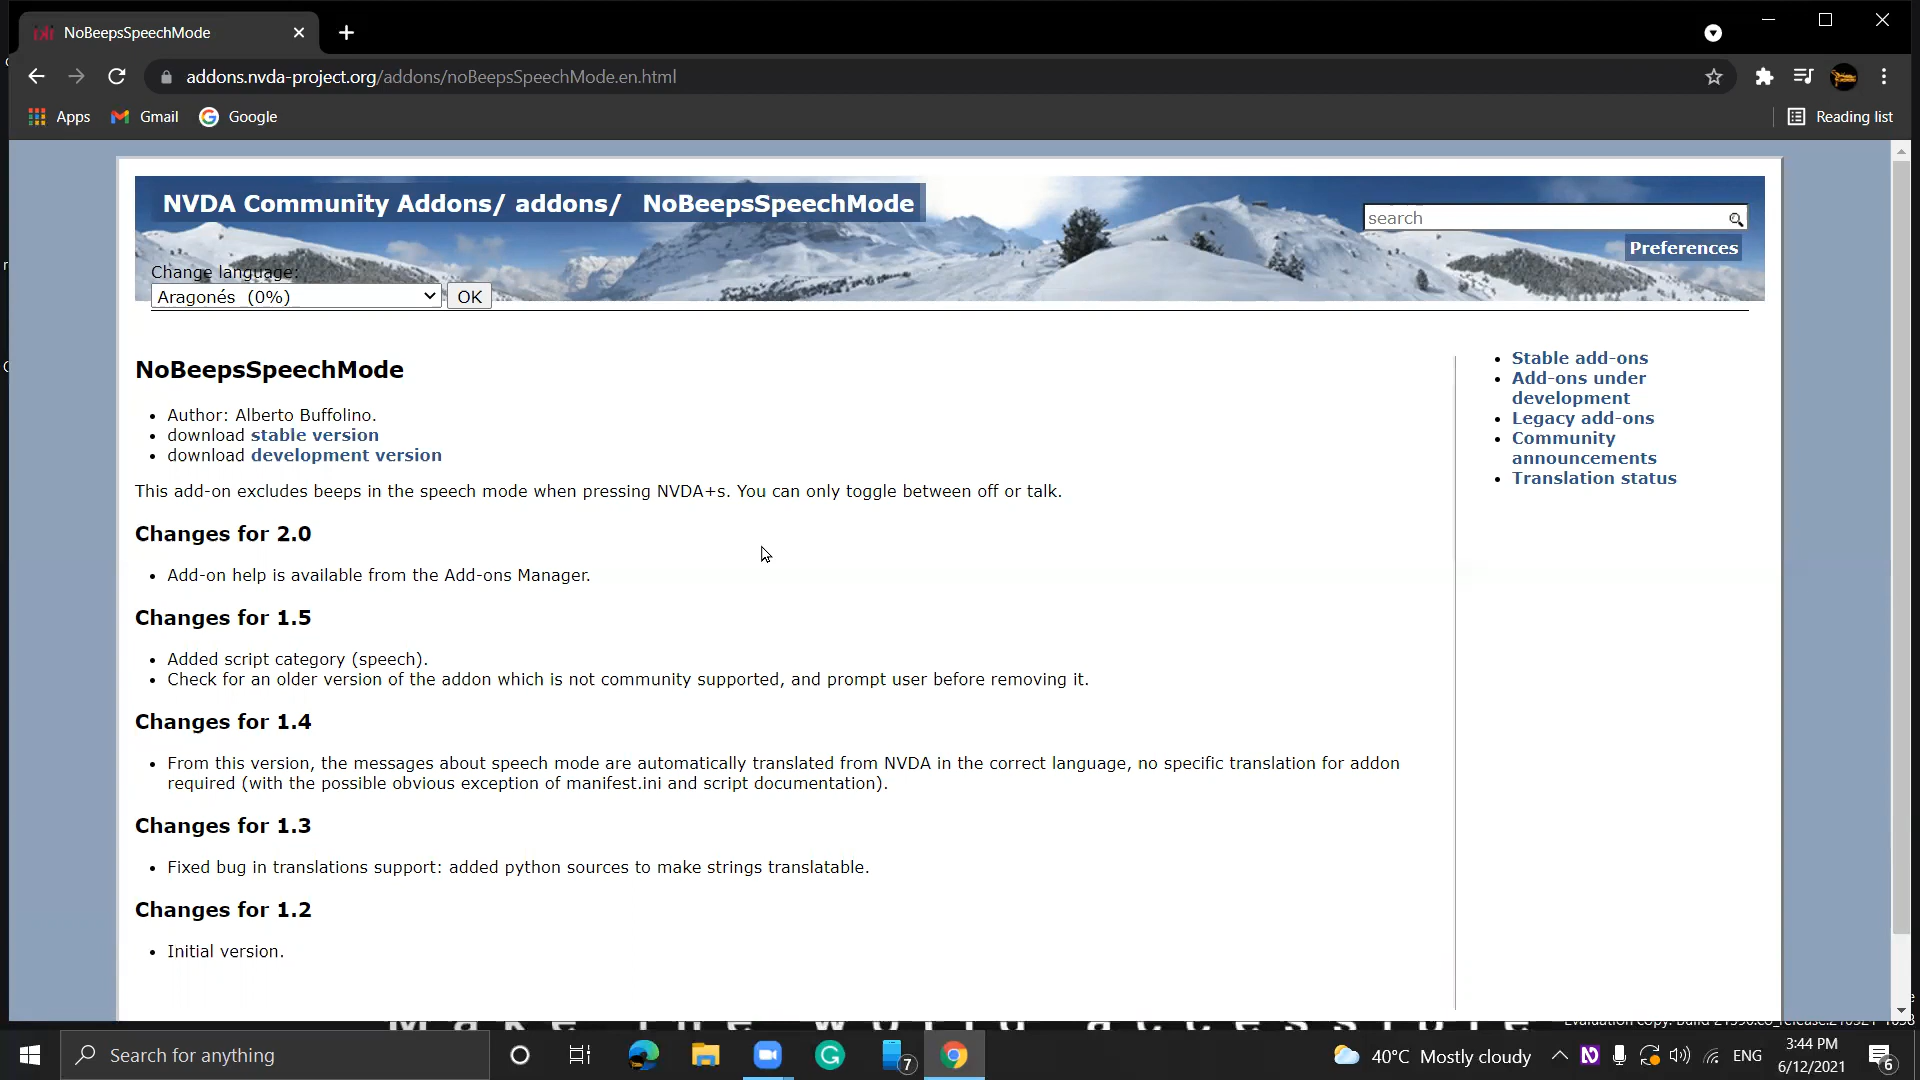 NoBeepsSpeechMode
addons.nvda-project.org/addons/noBeepsSpeechMode.en.html
Apps Gmail Google Reading list
NVDA Community Addons/ addons/ NoBeepsSpeechMode
search
Preferences
Change language:
Aragonés (0%) OK
NoBeepsSpeechMode
Author: Alberto Buffolino.
download stable version
download development version
This add-on excludes beeps in the speech mode when pressing NVDA+s. You can only toggle between off or talk.
Changes for 2.0
Add-on help is available from the Add-ons Manager.
Changes for 1.5
Added script category (speech).
Check for an older version of the addon which is not community supported, and prompt user before removing it.
Changes for 1.4
From this version, the messages about speech mode are automatically translated from NVDA in the correct language, no specific translation for addon
required (with the possible obvious exception of manifest.ini and script documentation).
Changes for 1.3
Fixed bug in translations support: added python sources to make strings translatable.
Changes for 1.2
Initial version.
Stable add-ons
Add-ons under
development
Legacy add-ons
Community
announcements
Translation status
Search for anything
7
40°C Mostly cloudy
ENG
3:44 PM
6/12/2021
6